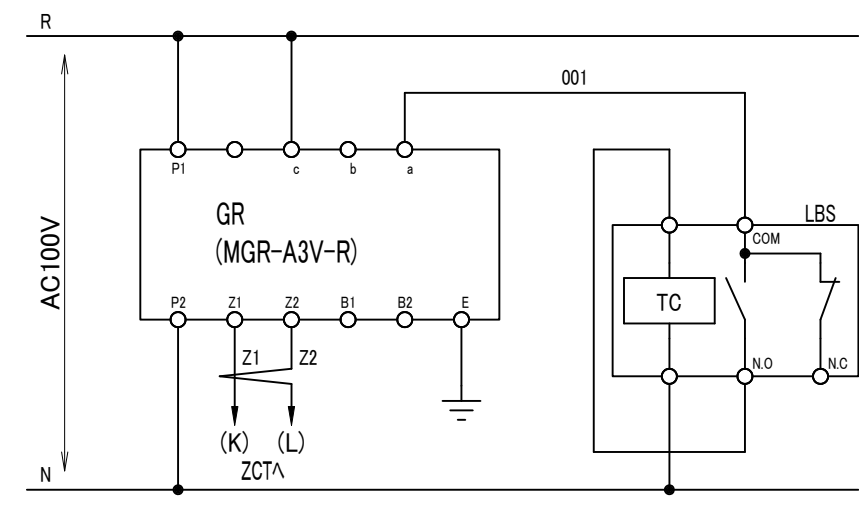 R
001
P1
c
b
a
GR
(MGR-A3V-R)
LBS
COM
AC100V
TC
P2
Z1
Z2
B1
B2
E
Z1
Z2
N.O
N.C
(K)
(L)
ZCTへ
N